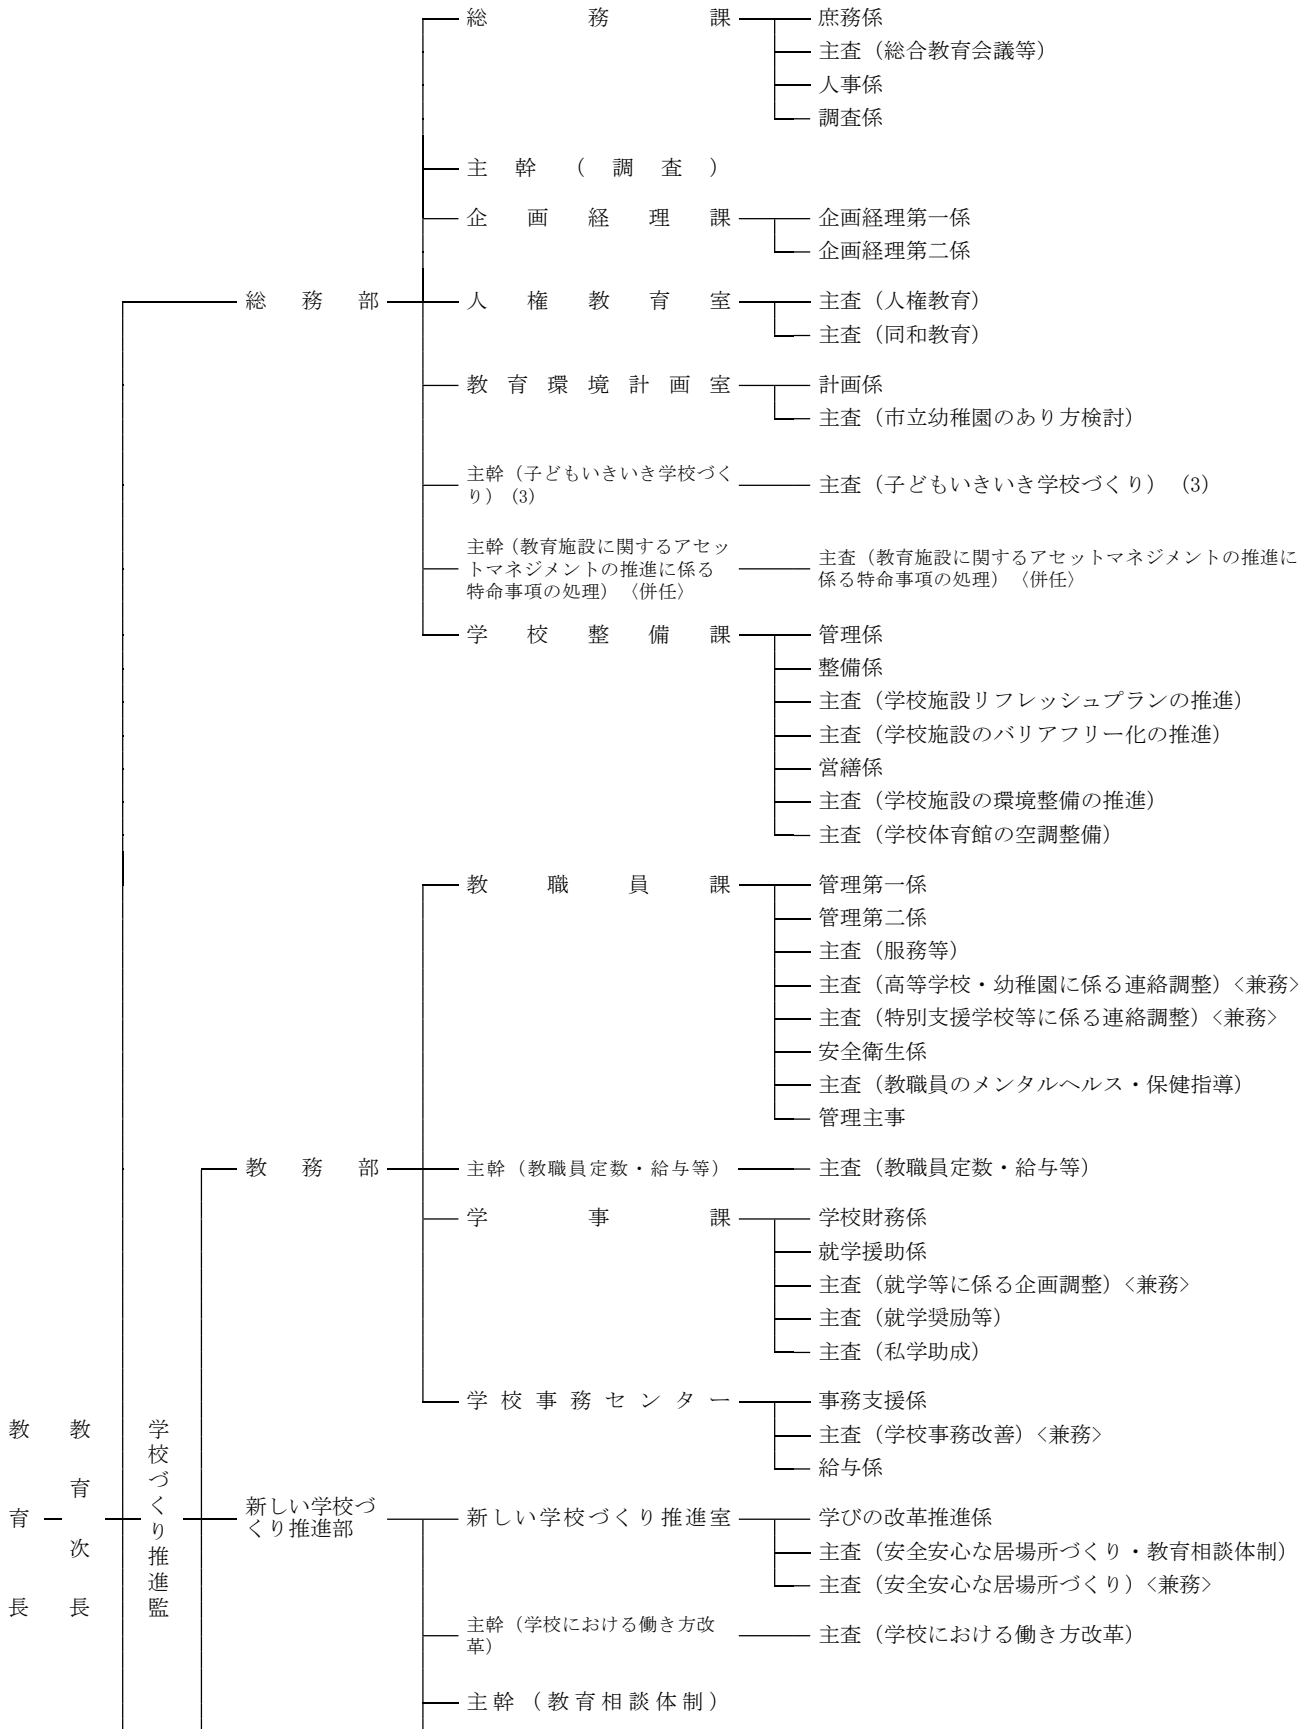 総務課 庶務係
主査（総合教育会議等）
人事係
調査係
主幹（調査）
企画経理課 企画経理第一係
企画経理第二係
総務部 人権教育室 主査（人権教育）
主査（同和教育）
教育環境計画室 計画係
主査（市立幼稚園のあり方検討）
主幹（子どもいきいき学校づく
り）(3)
主査（子どもいきいき学校づくり）(3)
主幹（教育施設に関するアセッ
トマネジメントの推進に係る
特命事項の処理）〈併任〉
主査（教育施設に関するアセットマネジメントの推進に
係る特命事項の処理）〈併任〉
学校整備課 管理係
整備係
主査（学校施設リフレッシュプランの推進）
主査（学校施設のバリアフリー化の推進）
営繕係
主査（学校施設の環境整備の推進）
主査（学校体育館の空調整備）
教職員課 管理第一係
管理第二係
主査（服務等）
主査（高等学校・幼稚園に係る連絡調整）<兼務>
主査（特別支援学校等に係る連絡調整）<兼務>
安全衛生係
主査（教職員のメンタルヘルス・保健指導）
管理主事
教務部 主幹（教職員定数・給与等） 主査（教職員定数・給与等）
学事課 学校財務係
就学援助係
主査（就学等に係る企画調整）<兼務>
主査（就学奨励等）
主査（私学助成）
学校事務センター 事務支援係
主査（学校事務改善）<兼務>
給与係
教育長
教育次長
学校づくり推進監
新しい学校づ
くり推進部
新しい学校づくり推進室 学びの改革推進係
主査（安全安心な居場所づくり・教育相談体制）
主査（安全安心な居場所づくり）<兼務>
主幹（学校における働き方改
革）
主査（学校における働き方改革）
主幹（教育相談体制）